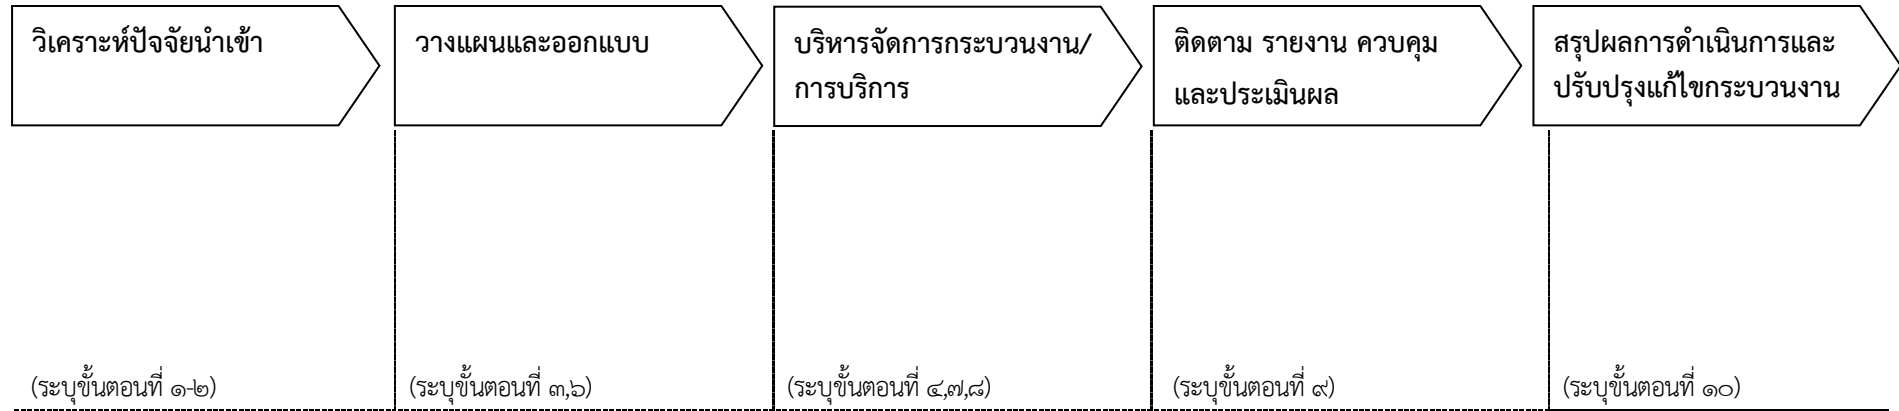 วิเคราะห์ปัจจัยนำเข้า
วางแผนและออกแบบ
บริหารจัดการกระบวนงาน/
การบริการ
ติดตาม รายงาน ควบคุม
และประเมินผล
สรุปผลการดำเนินการและ
ปรับปรุงแก้ไขกระบวนงาน
(ระบุขั้นตอนที่ ๑-๒)
(ระบุขั้นตอนที่ ๓,๖)
(ระบุขั้นตอนที่ ๔,๗,๘)
(ระบุขั้นตอนที่ ๙)
(ระบุขั้นตอนที่ ๑๐)